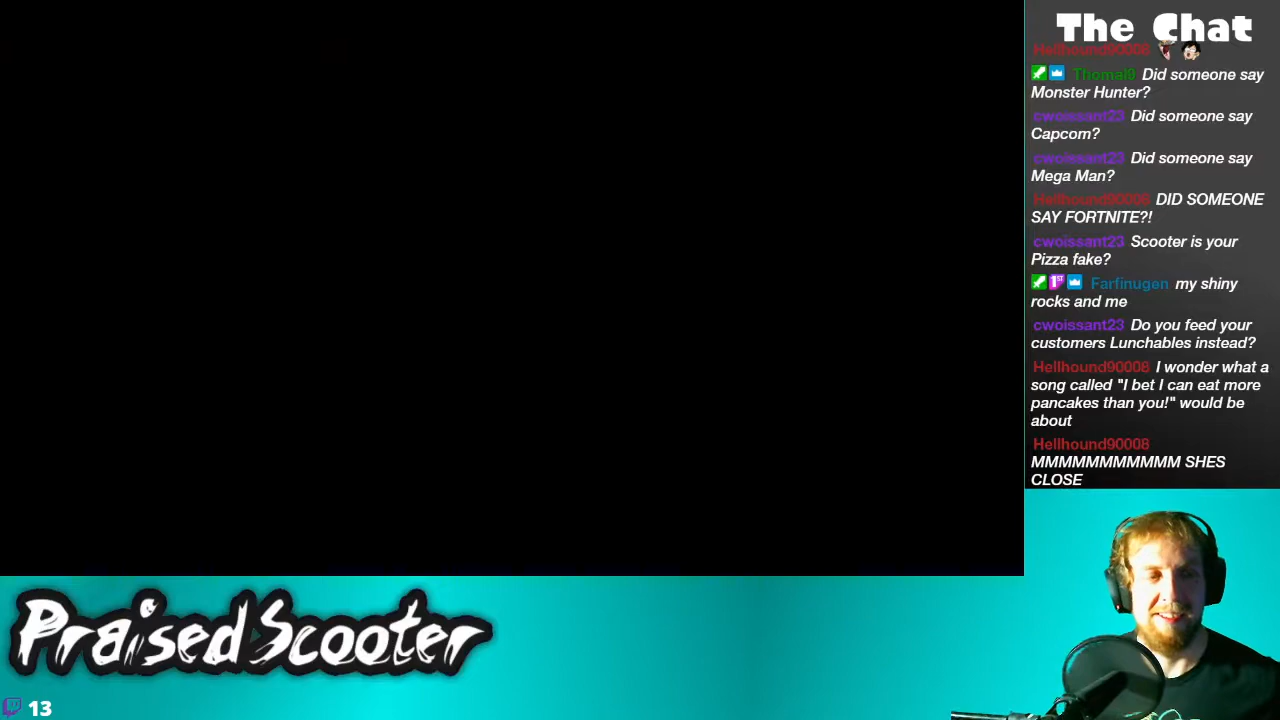 The Chat
Hellhound90008
Thomal9 Did someone say
Monster Hunter?
cwoissant23 Did someone say
Capcom?
cwoissant23 Did someone say
Mega Man?
Hellhound90008 DID SOMEONE
SAY FORTNITE?!
cwoissant23 Scooter is your
Pizza fake?
1ST Farfinugen my shiny
rocks and me
cwoissant23 Do you feed your
customers Lunchables instead?
Hellhound90008 I wonder what a
song called "I bet I can eat more
pancakes than you!" would be
about
Hellhound90008
MMMMMMMMMMM SHES
CLOSE
PraisedScooter
13